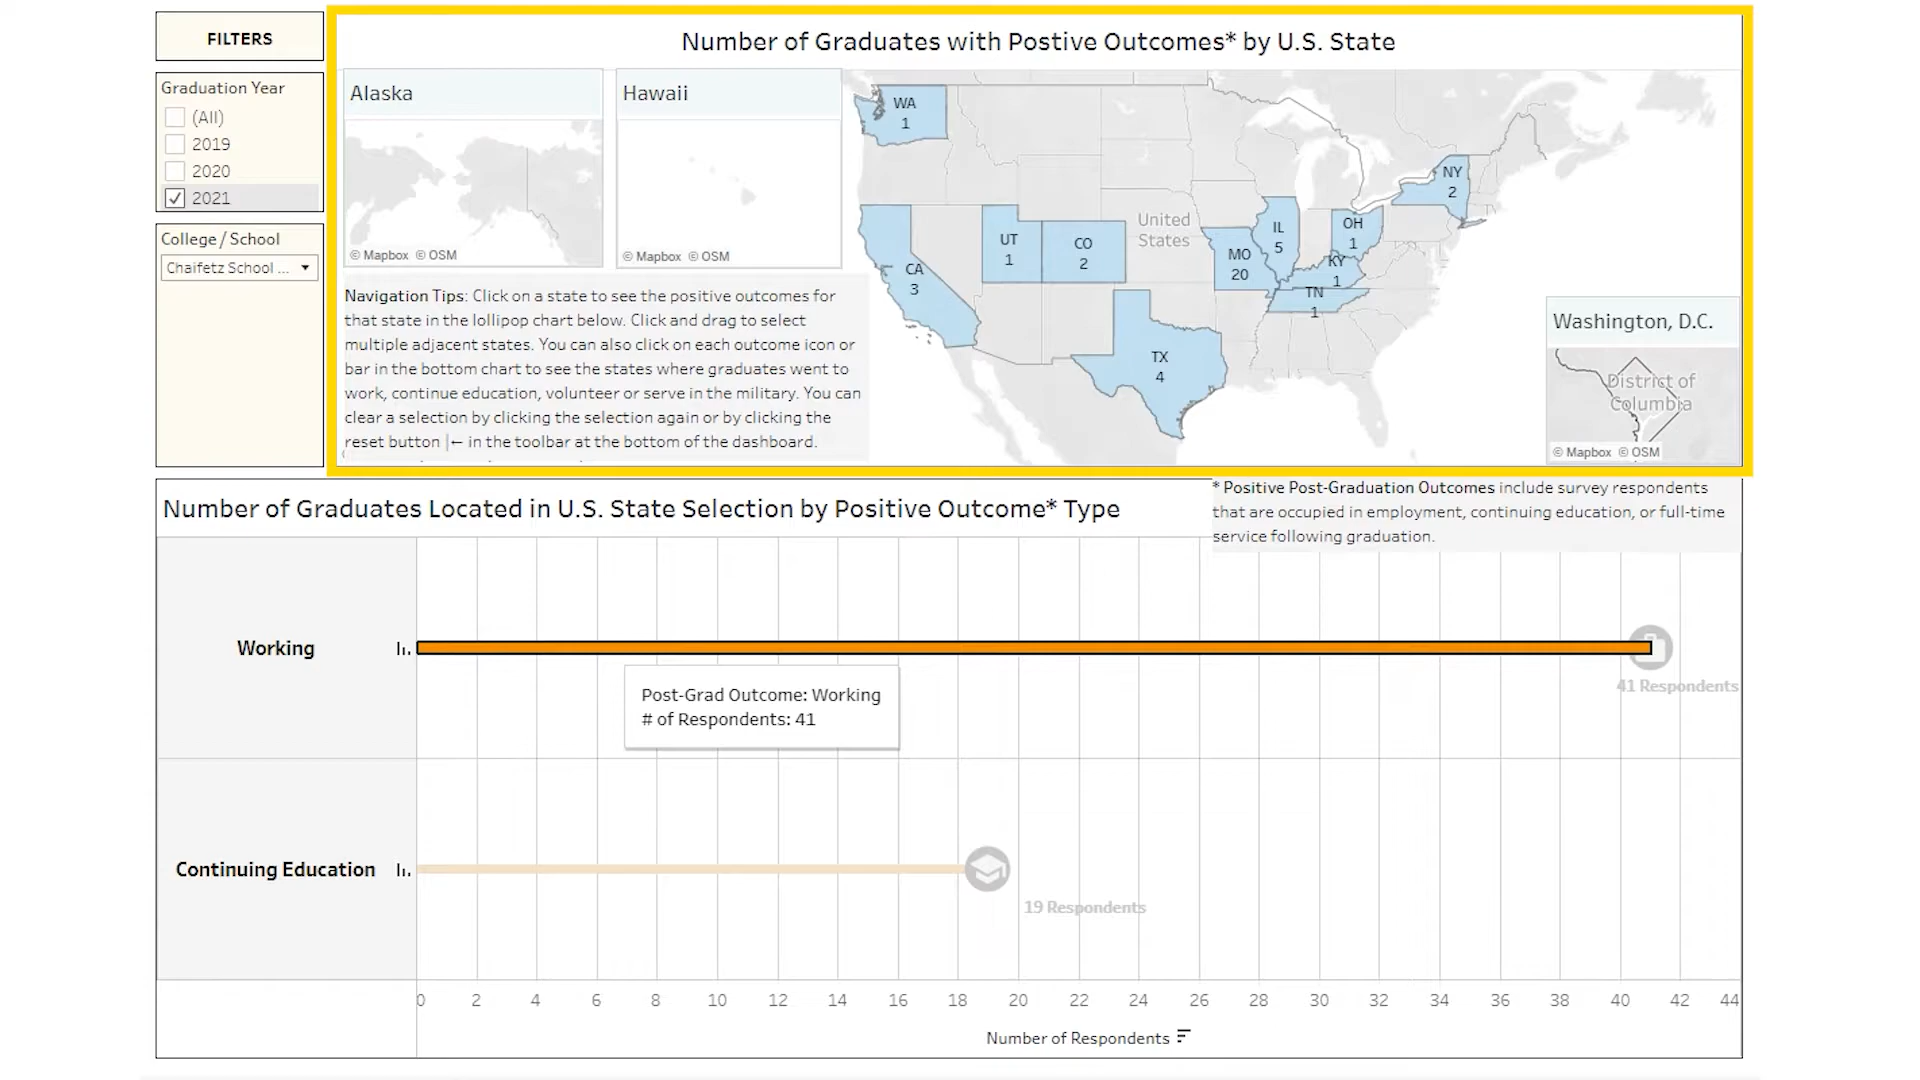 FILTERS
Graduation Year
(All)
2019
2020
2021
College / School
Chaifetz School ...
Number of Graduates with Postive Outcomes* by U.S. State
Alaska
© Mapbox © OSM
Hawaii
© Mapbox © OSM
Navigation Tips: Click on a state to see the positive outcomes for
that state in the lollipop chart below. Click and drag to select
multiple adjacent states. You can also click on each outcome icon or
bar in the bottom chart to see the states where graduates went to
work, continue education, volunteer or serve in the military. You can
clear a selection by clicking the selection again or by clicking the
reset button |← in the toolbar at the bottom of the dashboard.
WA
1
NY
2
United
States
IL
5
OH
1
UT
1
CO
2
MO
20
KY
1
CA
3
TN
1
TX
4
Washington, D.C.
District of
Columbia
© Mapbox © OSM
Number of Graduates Located in U.S. State Selection by Positive Outcome* Type
* Positive Post-Graduation Outcomes include survey respondents
that are occupied in employment, continuing education, or full-time
service following graduation.
Working
41 Respondents
Post-Grad Outcome: Working
# of Respondents: 41
Continuing Education
19 Respondents
0 2 4 6 8 10 12 14 16 18 20 22 24 26 28 30 32 34 36 38 40 42 44
Number of Respondents